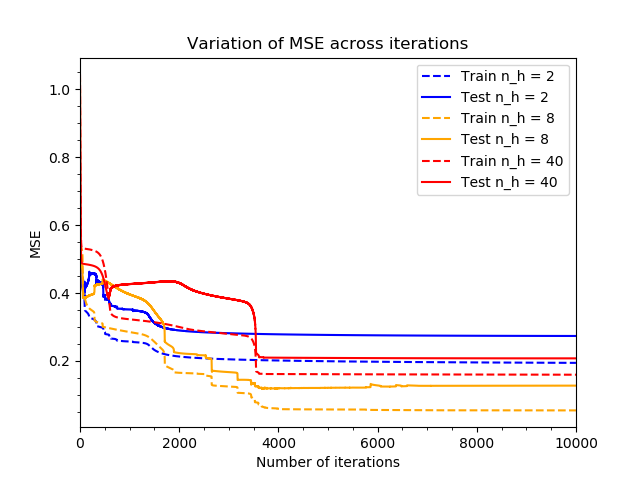 Variation of MSE across iterations
1.0
0.8
0.6
0.4
0.2
MSE
Train n_h = 2
Test n_h = 2
Train n_h = 8
Test n_h = 8
Train n_h = 40
Test n_h = 40
0 2000 4000 6000 8000 10000
Number of iterations